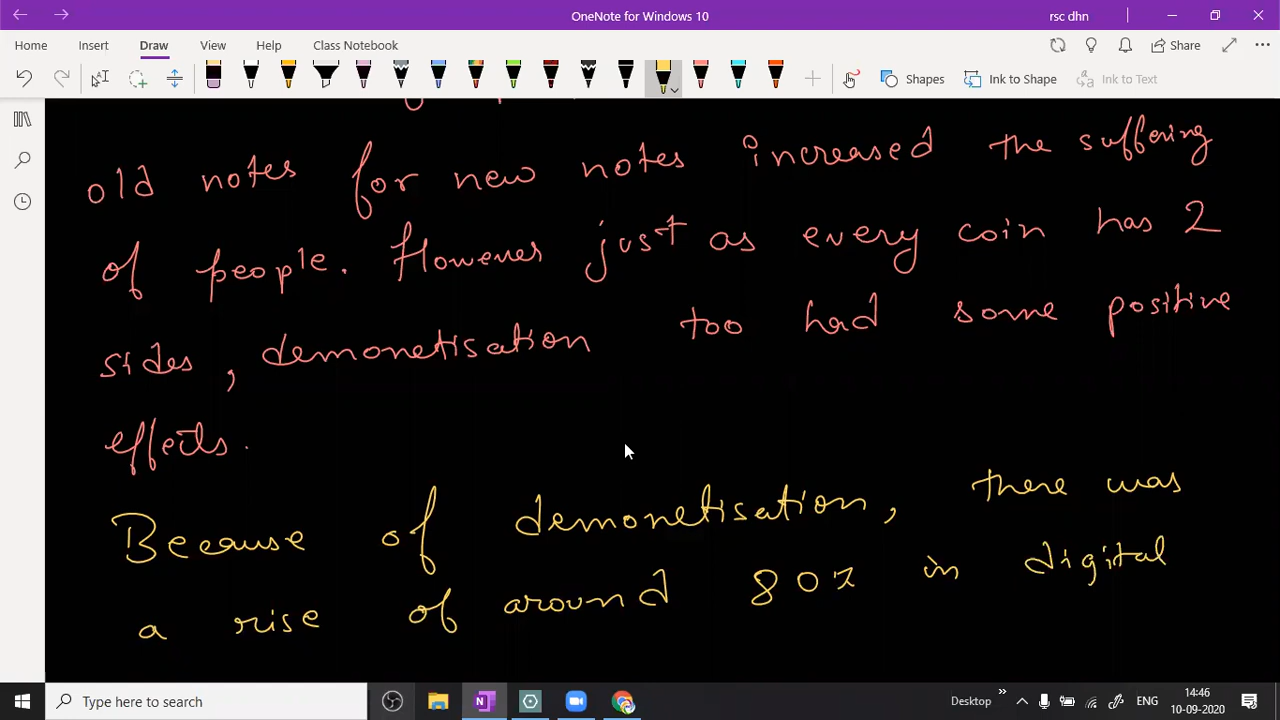 OneNote for Windows 10
rsc dhn
Home Insert Draw View Help Class Notebook
Share
Shapes Ink to Shape Ink to Text
old notes for new notes increased the suffering
of people. However just as every coin has 2
sides, demonetisation too had some positive
effects.
Because of demonetisation, there was
a rise of around 80% in digital
Type here to search
Desktop
ENG
14:46
10-09-2020